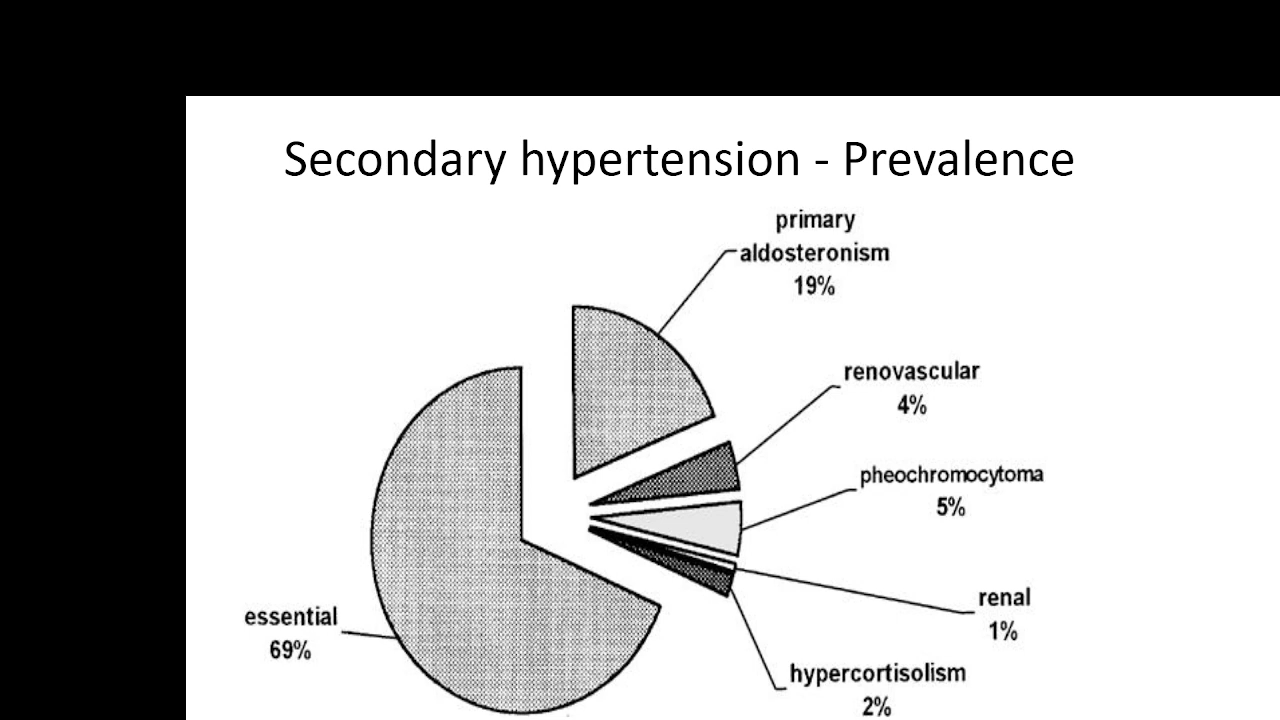 Secondary hypertension - Prevalence
primary
aldosteronism
19%
renovascular
4%
pheochromocytoma
5%
renal
1%
hypercortisolism
2%
essential
69%